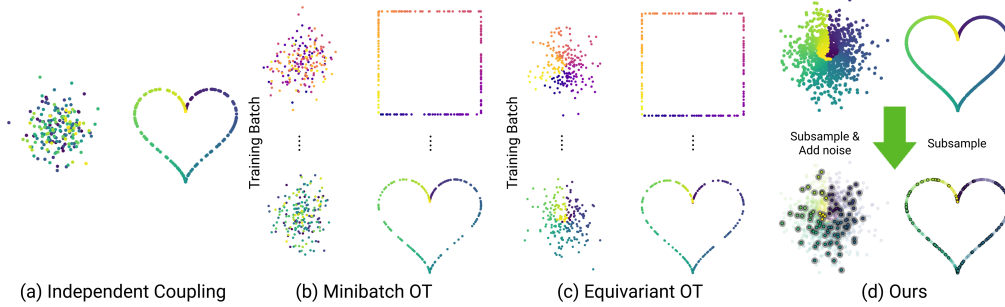 Training Batch
Training Batch
Subsample &
Add noise
Subsample
(a) Independent Coupling
(b) Minibatch OT
(c) Equivariant OT
(d) Ours